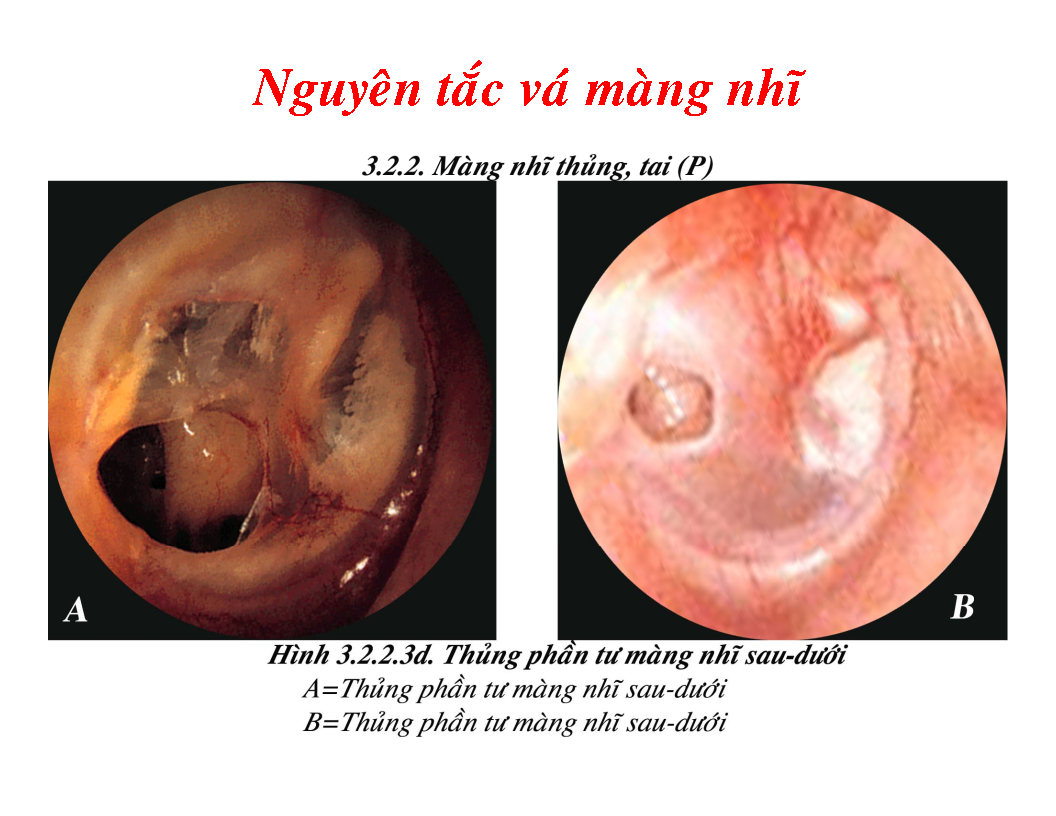 Nguyên tắc vá màng nhĩ
3.2.2. Màng nhĩ thủng, tai (P)
A
B
Hình 3.2.2.3d. Thủng phần tư màng nhĩ sau-dưới
A=Thủng phần tư màng nhĩ sau-dưới
B=Thủng phần tư màng nhĩ sau-dưới